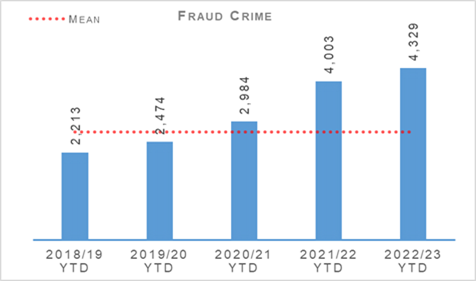 MEAN
FRAUD CRIME
2,213
2,474
2,984
4,003
4,329
2018/19 YTD
2019/20 YTD
2020/21 YTD
2021/22 YTD
2022/23 YTD